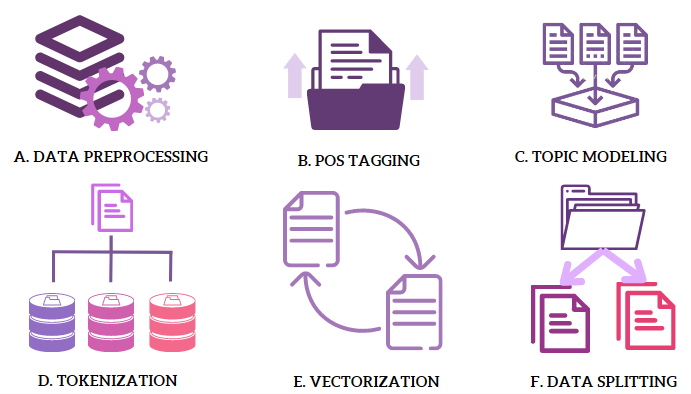 A. DATA PREPROCESSING
B. POS TAGGING
C. TOPIC MODELING
D. TOKENIZATION
E. VECTORIZATION
F. DATA SPLITTING